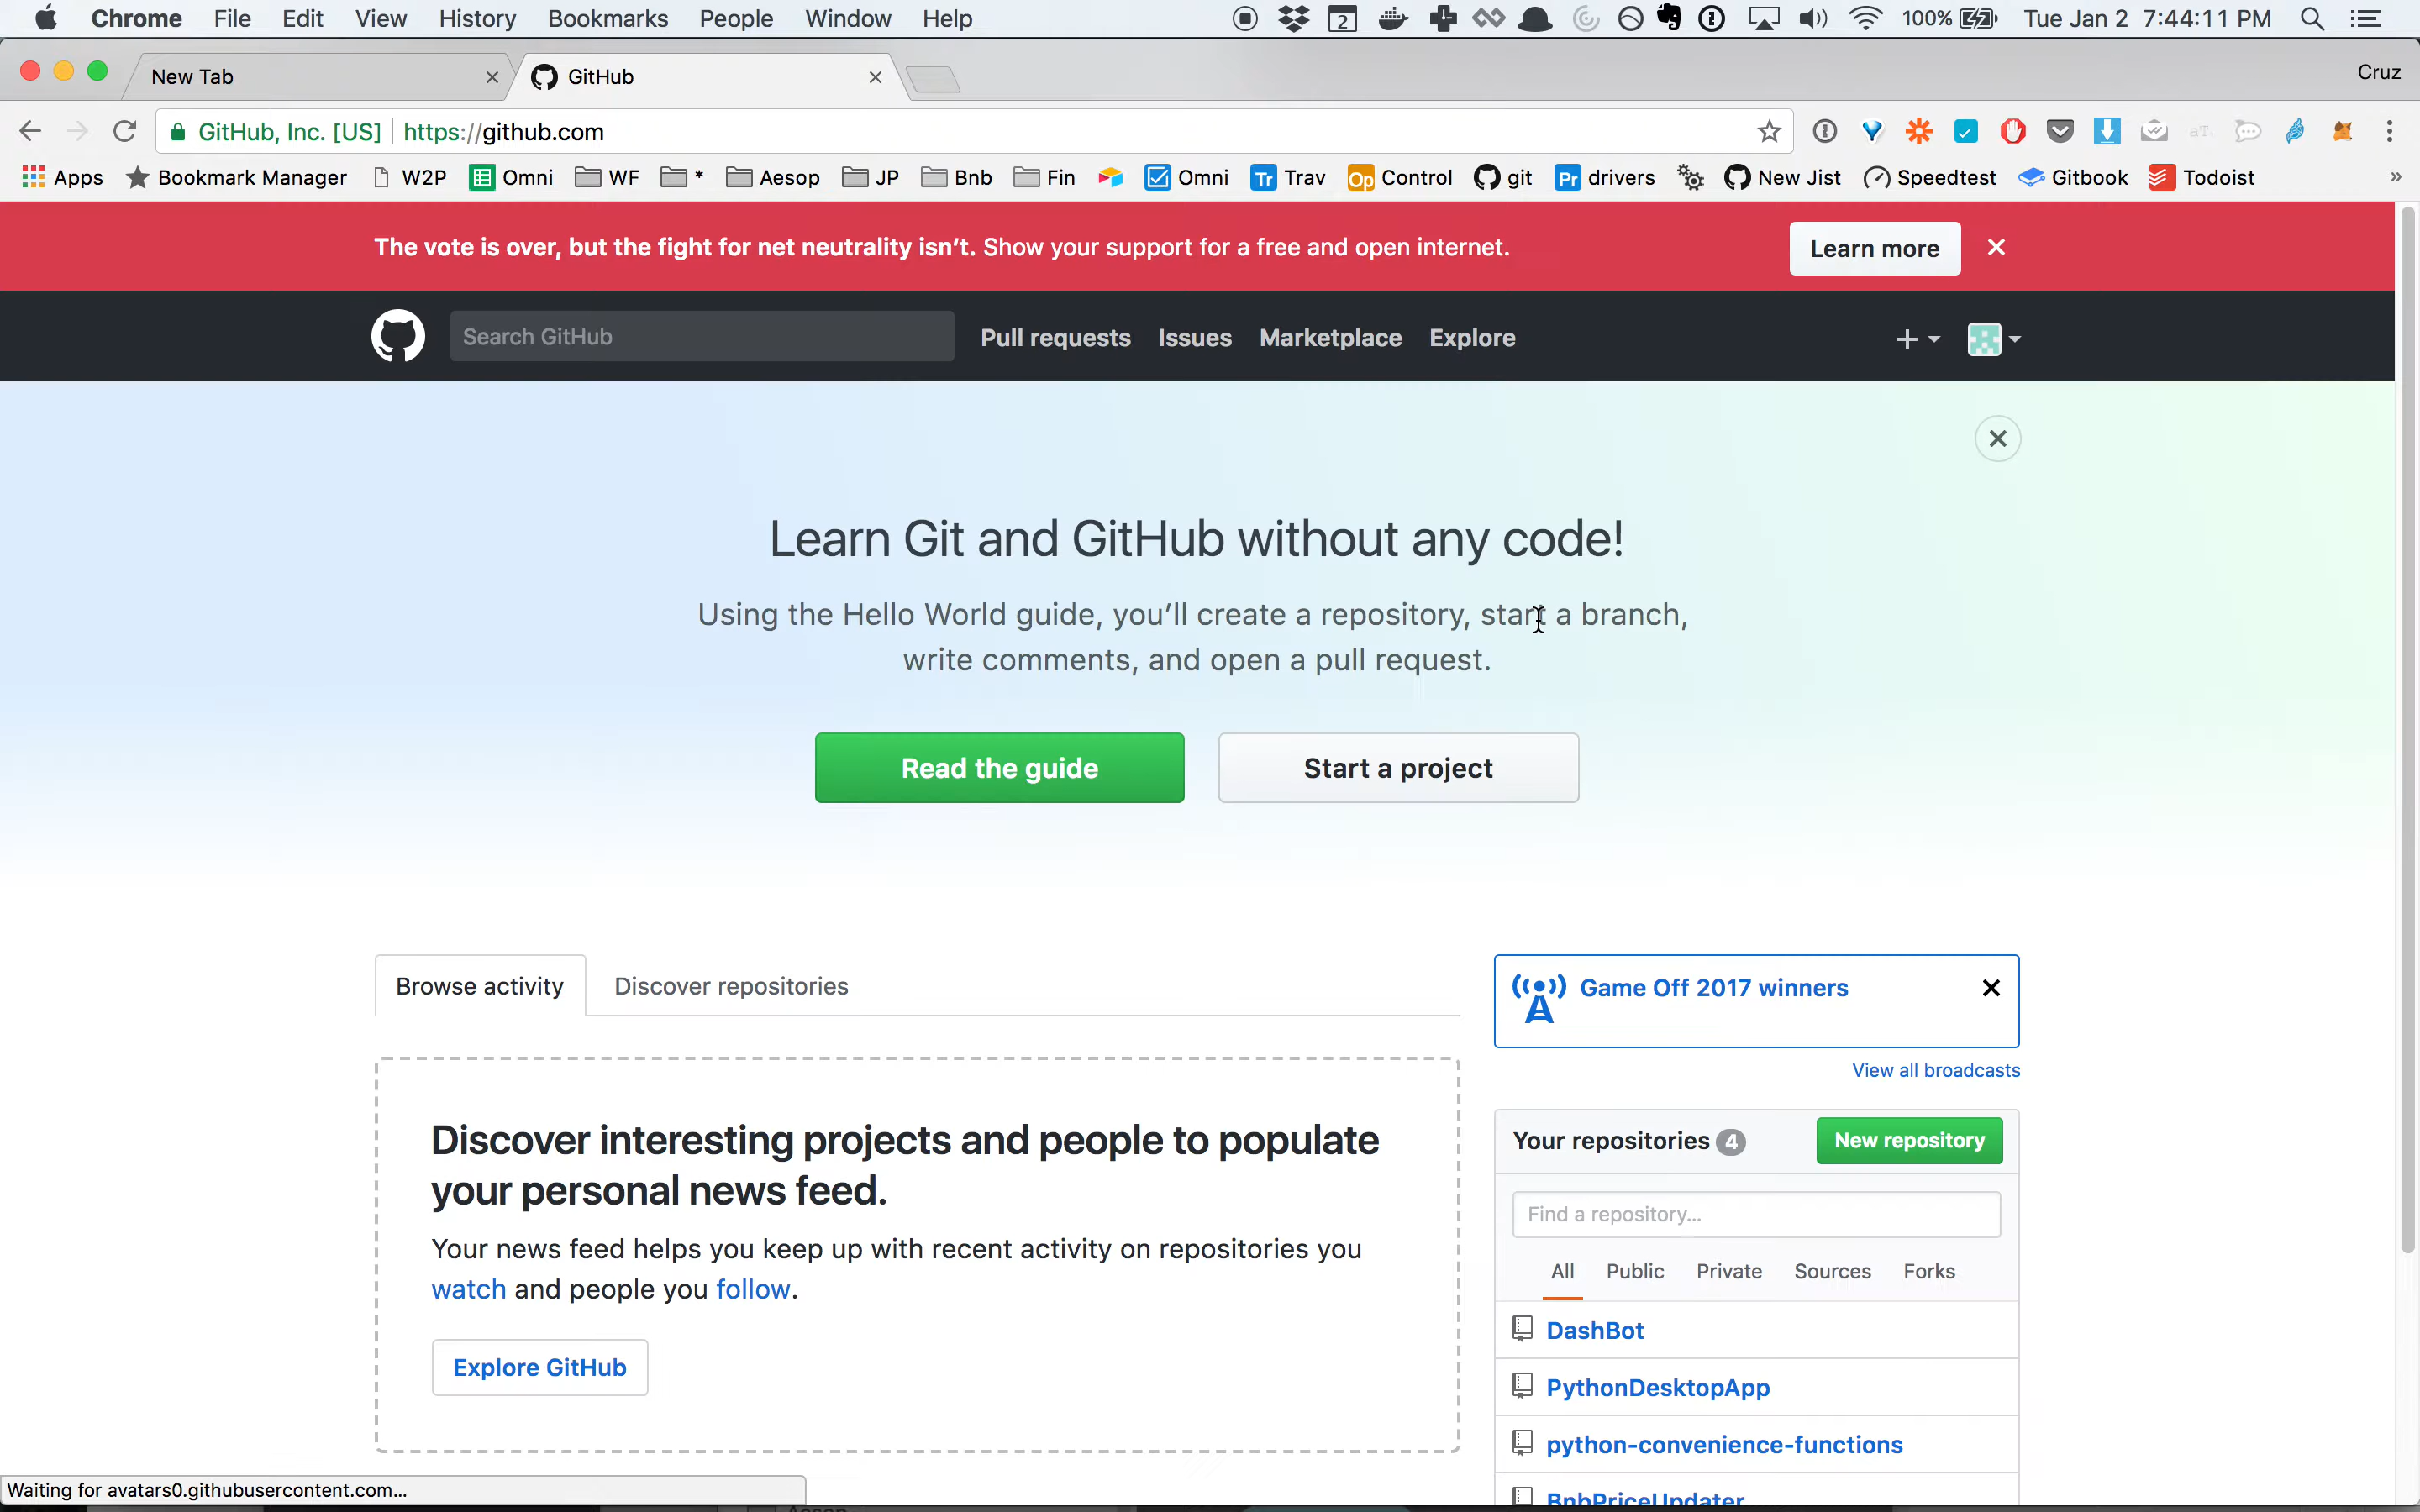 Chrome File Edit View History Bookmarks People Window Help 2 100% Tue Jan 2 7:44:11 PM
New Tab GitHub Cruz
GitHub, Inc. [US] https://github.com
Apps Bookmark Manager W2P Omni WF * Aesop JP Bnb Fin Omni Tr Trav Op Control git Pr drivers New Jist Speedtest Gitbook Todoist »
The vote is over, but the fight for net neutrality isn't. Show your support for a free and open internet. Learn more
Search GitHub Pull requests Issues Marketplace Explore
Learn Git and GitHub without any code!
Using the Hello World guide, you'll create a repository, start a branch,
write comments, and open a pull request.
Read the guide Start a project
Browse activity Discover repositories
Game Off 2017 winners
View all broadcasts
Discover interesting projects and people to populate
your personal news feed.
Your news feed helps you keep up with recent activity on repositories you
watch and people you follow.
Explore GitHub
Your repositories 4 New repository
Find a repository...
All Public Private Sources Forks
DashBot
PythonDesktopApp
python-convenience-functions
BnbPriceUpdater
Waiting for avatars0.githubusercontent.com...